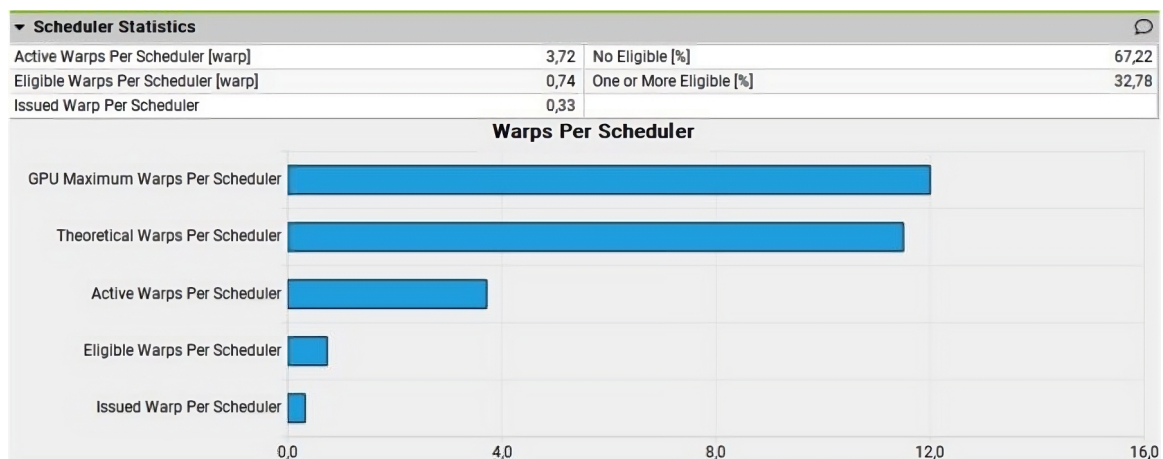 Scheduler Statistics
Active Warps Per Scheduler [warp] 3,72 No Eligible [%] 67,22
Eligible Warps Per Scheduler [warp] 0,74 One or More Eligible [%] 32,78
Issued Warp Per Scheduler 0,33
Warps Per Scheduler
GPU Maximum Warps Per Scheduler
Theoretical Warps Per Scheduler
Active Warps Per Scheduler
Eligible Warps Per Scheduler
Issued Warp Per Scheduler
0,0 4,0 8,0 12,0 16,0